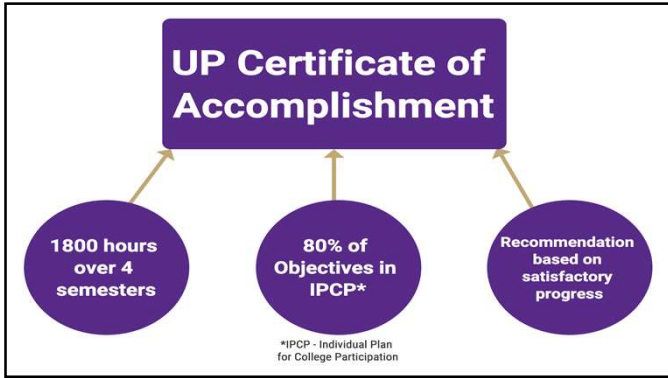 UP Certificate of
Accomplishment
1800 hours
over 4
semesters
80% of
Objectives in
IPCP*
Recommendation
based on
satisfactory
progress
*IPCP - Individual Plan
for College Participation